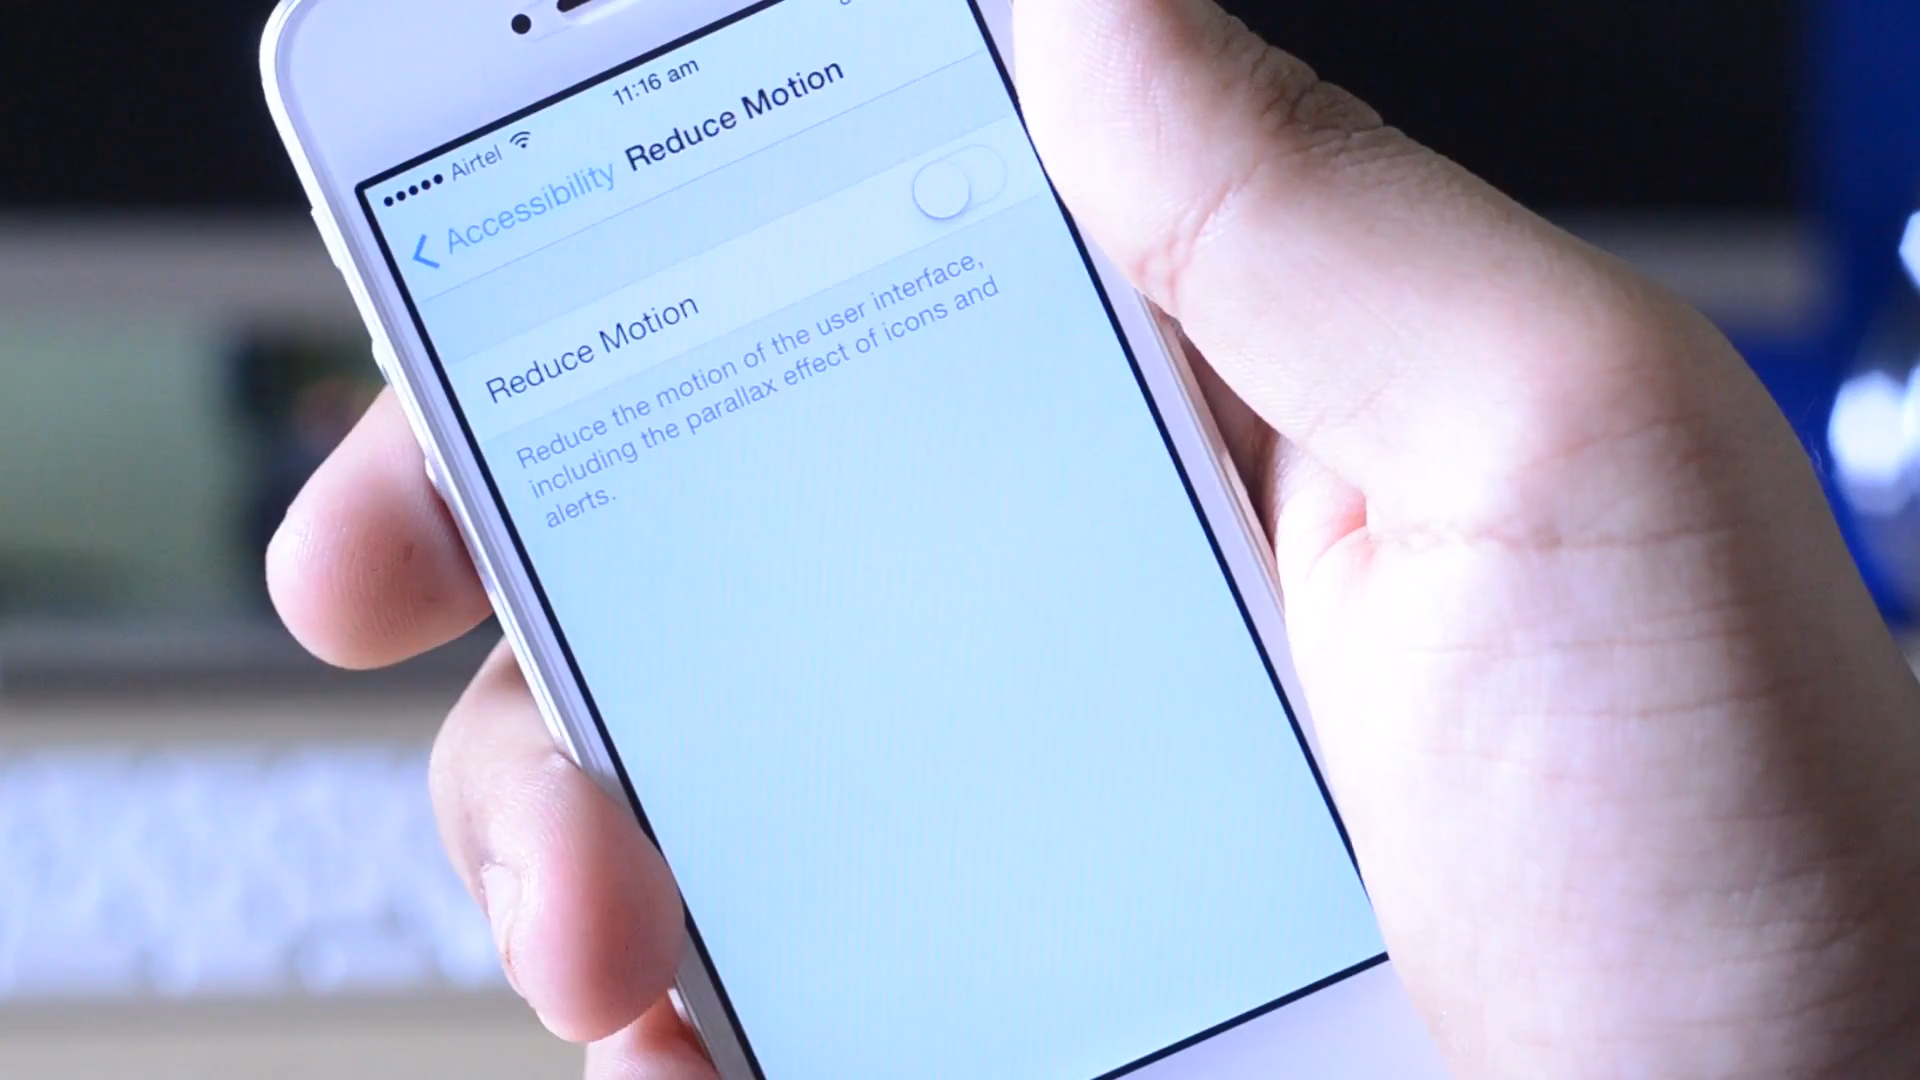 11:16 am
Airtel
Accessibility Reduce Motion
Reduce Motion
Reduce the motion of the user interface,
including the parallax effect of icons and
alerts.